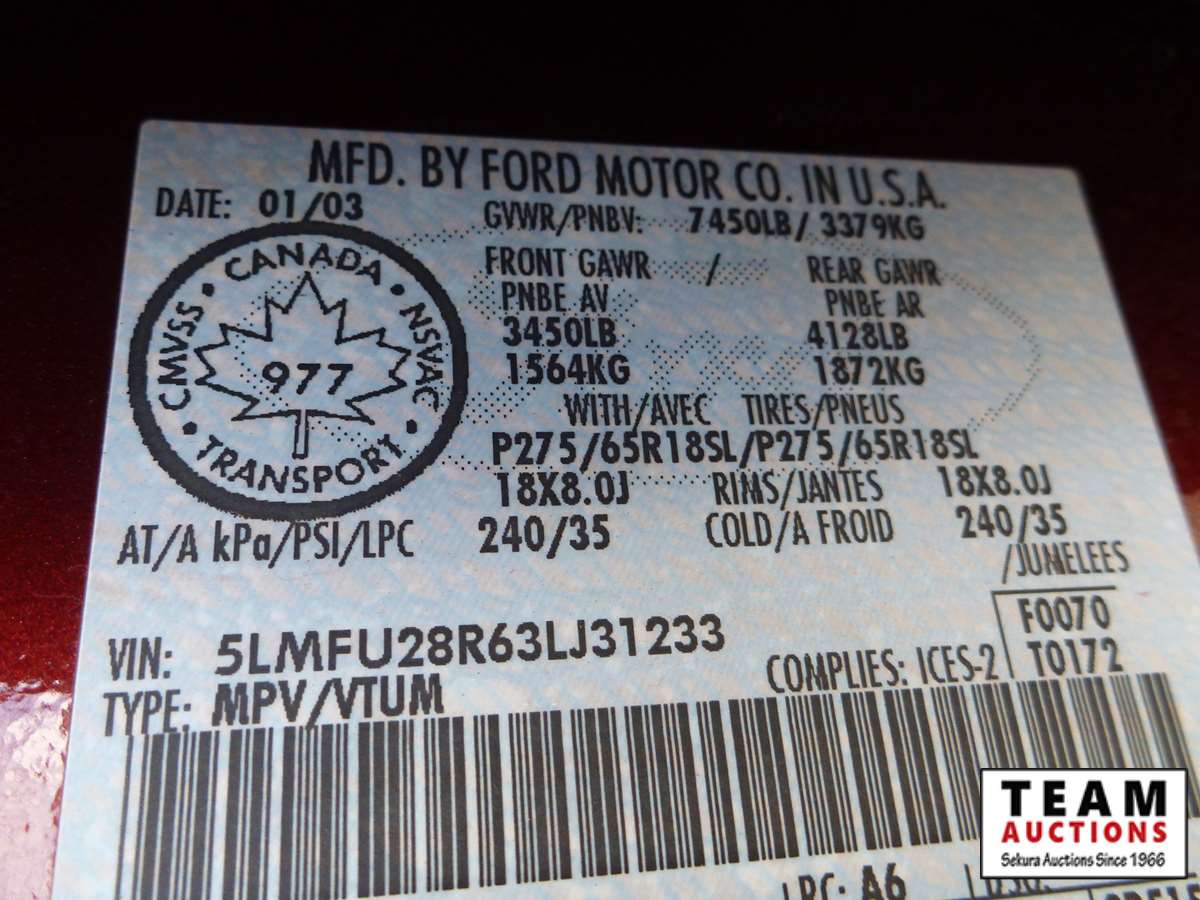 MFD. BY FORD MOTOR CO. IN U.S.A.
DATE: 01/03
GVWR/PNBV: 7450LB/ 3379KG
CANADA
CMVSS
NSVAC
977
TRANSPORT
FRONT GAWR / REAR GAWR
PNBE AV PNBE AR
3450LB 4128LB
1564KG 1872KG
WITH/AVEC TIRES/PNEUS
P275/65R18SL/P275/65R18SL
18X8.0J RIMS/JANTES 18X8.0J
AT/A kPa/PSI/LPC 240/35 COLD/A FROID 240/35
/JUMELEES
VIN: 5LMFU28R63LJ31233
F0070
TYPE: MPV/VTUM
COMPLIES: ICES-2 T0172
A6
TEAM
AUCTIONS
Sekura Auctions Since 1966